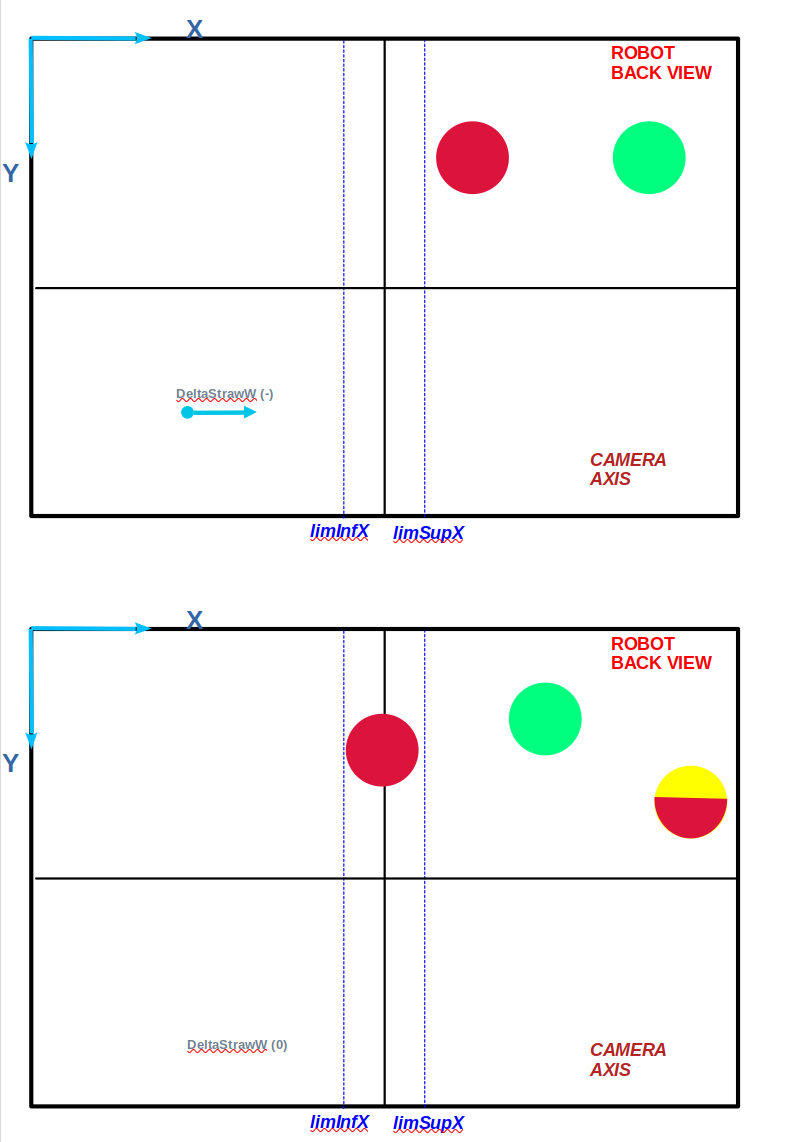 X
ROBOT
BACK VIEW
Y
DeltaStrawW (-)
CAMERA
AXIS
limInfX
limSupX
X
ROBOT
BACK VIEW
Y
DeltaStrawW (0)
CAMERA
AXIS
limInfX
limSupX